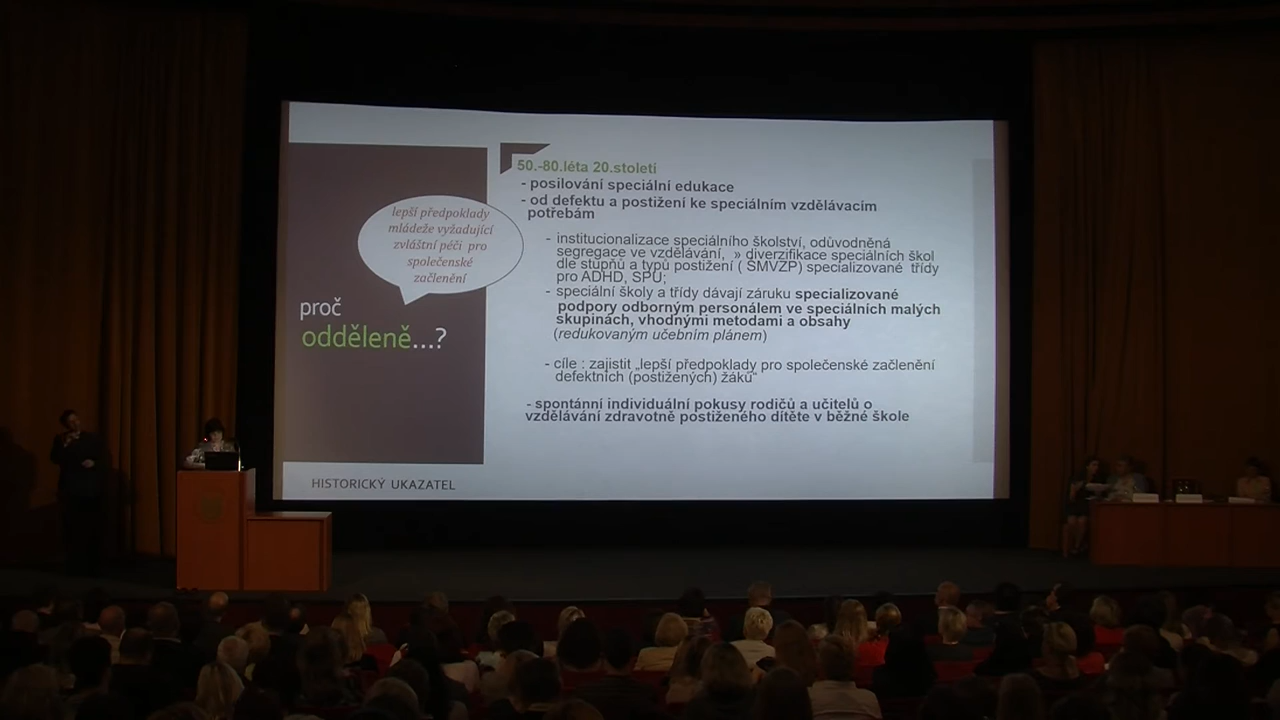 50.-80.léta 20.století
- posilování speciální edukace
- od defektu a postižení ke speciálním vzdělávacím
potřebám
lepší předpoklady
mládeže vyžadující
zvláštní péči pro
společenské
začlenění
- institucionalizace speciálního školství, odůvodněná
segregace ve vzdělávání, » diverzifikace speciálních škol
dle stupňů a typů postižení ( SMVZP) specializované třídy
pro ADHD, SPU;
- speciální školy a třídy dávají záruku specializované
podpory odborným personálem ve speciálních malých
skupinách, vhodnými metodami a obsahy
(redukovaným učebním plánem)
proč
odděleně...?
- cíle : zajistit „lepší předpoklady pro společenské začlenění
defektních (postižených) žáků“
- spontánní individuální pokusy rodičů a učitelů o
vzdělávání zdravotně postiženého dítěte v běžné škole
HISTORICKÝ UKAZATEL